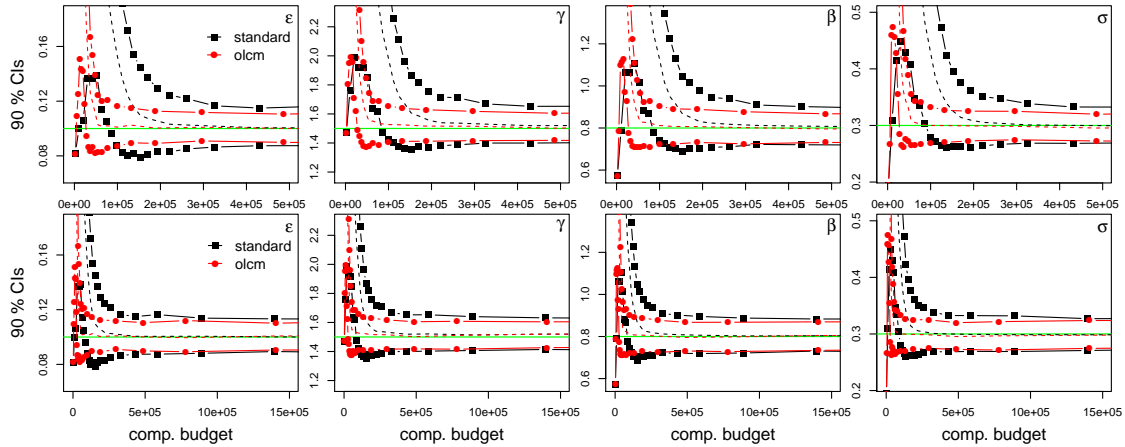 ε γ β σ
standard
olcm
90 % CIs
0.08 0.12 0.16
1.2 1.4 1.6 1.8 2.0 2.2
0.6 0.8 1.0 1.2
0.2 0.3 0.4 0.5
0e+00 1e+05 2e+05 3e+05 4e+05 5e+05
0e+00 1e+05 2e+05 3e+05 4e+05 5e+05
0e+00 1e+05 2e+05 3e+05 4e+05 5e+05
0e+00 1e+05 2e+05 3e+05 4e+05 5e+05
ε γ β σ
standard
olcm
90 % CIs
0.08 0.12 0.16
1.2 1.4 1.6 1.8 2.0 2.2
0.6 0.8 1.0 1.2
0.2 0.3 0.4 0.5
0 5e+05 10e+05 15e+05
0 5e+05 10e+05 15e+05
0 5e+05 10e+05 15e+05
0 5e+05 10e+05 15e+05
comp. budget comp. budget comp. budget comp. budget